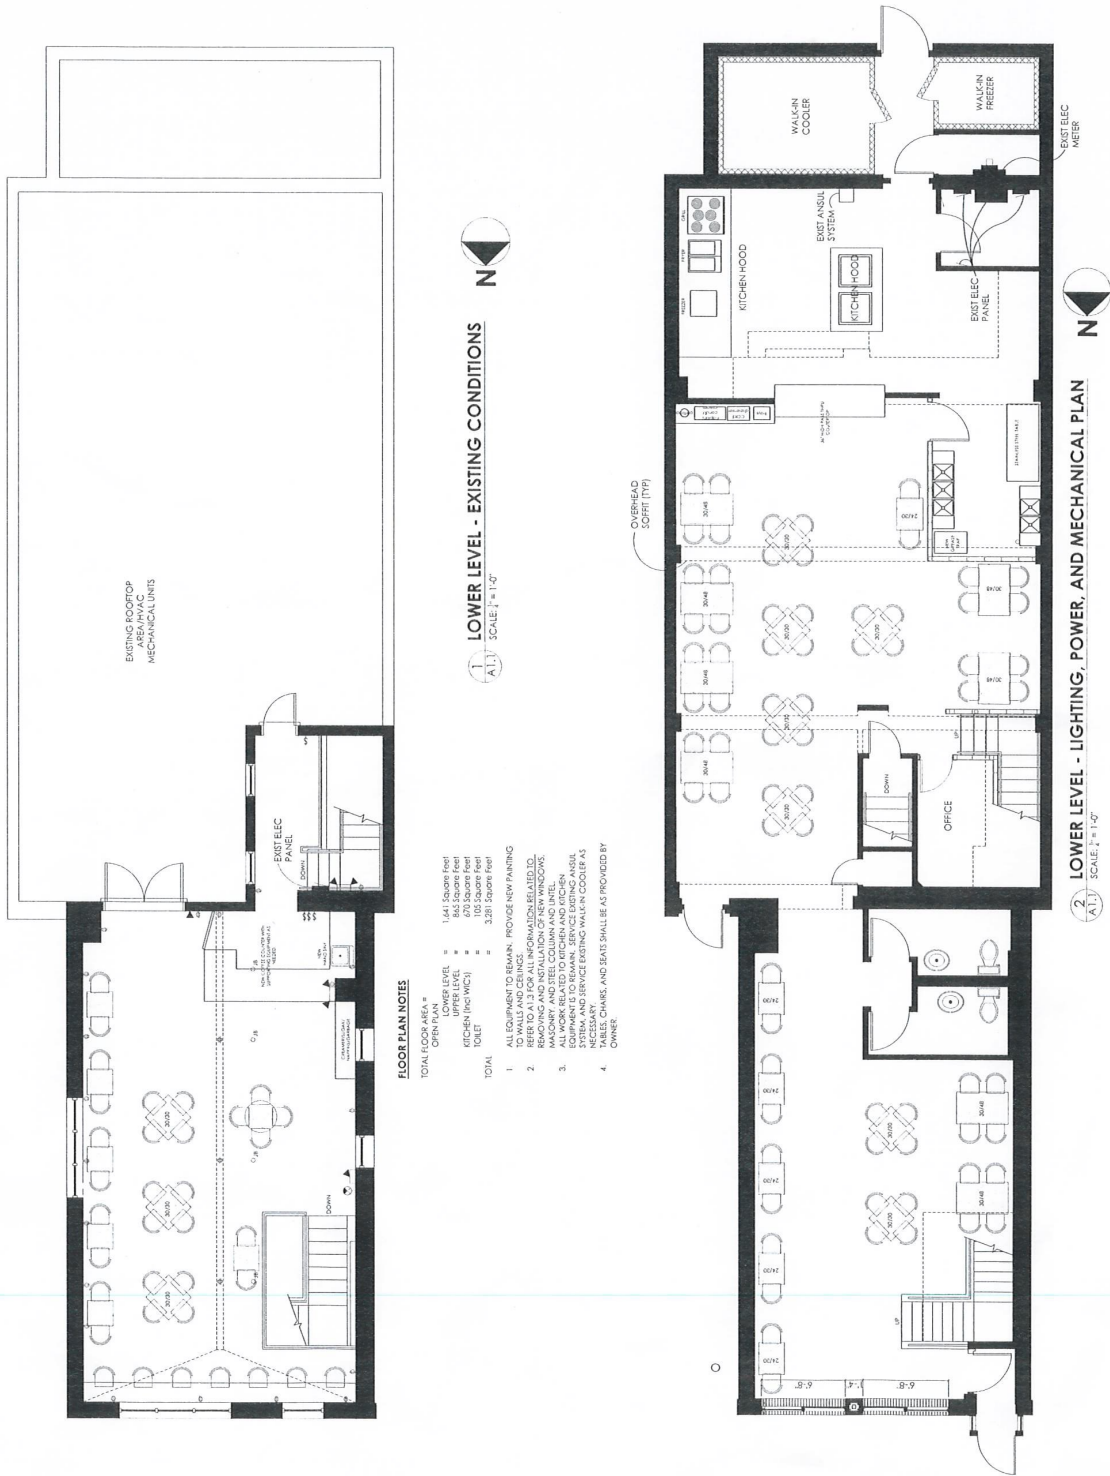 EXISTING ROOFTOP
AREA/HVAC
MECHANICAL UNITS
EXIST ELEC
PANEL
DOWN
$
$$$
DOWN
N
1
A1.1
LOWER LEVEL - EXISTING CONDITIONS
SCALE: ¼" = 1'-0"
30/30
30/30
30/30
FLOOR PLAN NOTES
TOTAL FLOOR AREA =
OPEN PLAN
LOWER LEVEL = 1,641 Square Feet
UPPER LEVEL = 865 Square Feet
KITCHEN (Incl WIC's) = 670 Square Feet
TOILET = 105 Square Feet
TOTAL = 3,281 Square Feet
1 ALL EQUIPMENT TO REMAIN. PROVIDE NEW PAINTING
TO WALLS AND CEILINGS.
2. REFER TO A1.3 FOR ALL INFORMATION RELATED TO
REMOVING AND INSTALLATION OF NEW WINDOWS,
MASONRY, AND STEEL COLUMN AND LINTEL.
3. ALL WORK RELATED TO KITCHEN AND KITCHEN
EQUIPMENT IS TO REMAIN. SERVICE EXISTING ANSUL
SYSTEM, AND SERVICE EXISTING WALK-IN COOLER AS
NECESSARY.
4. TABLES, CHAIRS, AND SEATS SHALL BE AS PROVIDED BY
OWNER.
WALK-IN
COOLER
WALK-IN
FREEZER
EXIST ELEC
METER
EXIST ANSUL
SYSTEM
GRILL
FRYER
FREEZER
KITCHEN HOOD
KITCHEN HOOD
EXIST ELEC
PANEL
OVERHEAD
SOFFIT (TYP)
STAINLESS STEEL TABLE
30/48
30/48
30/48
30/48
30/30
30/30
30/30
30/30
30/30
24/30
30/48
30/48
UP
DOWN
OFFICE
24/30
24/30
24/30
24/30
24/30
30/30
30/30
30/48
30/48
UP
6'-8"
1'-4"
6'-8"
N
2
A1.1
LOWER LEVEL - LIGHTING, POWER, AND MECHANICAL PLAN
SCALE: ¼" = 1'-0"